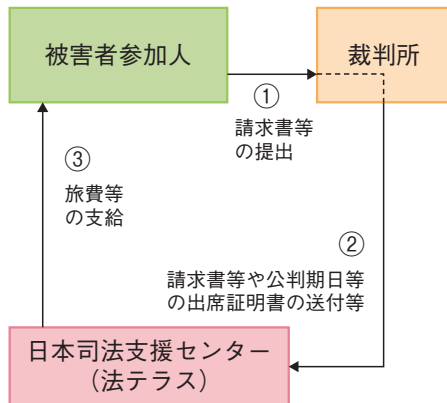 被害者参加人
裁判所
①
請求書等
の提出
③
旅費等
の支給
②
請求書等や公判期日等
の出席証明書の送付等
日本司法支援センター
（法テラス）